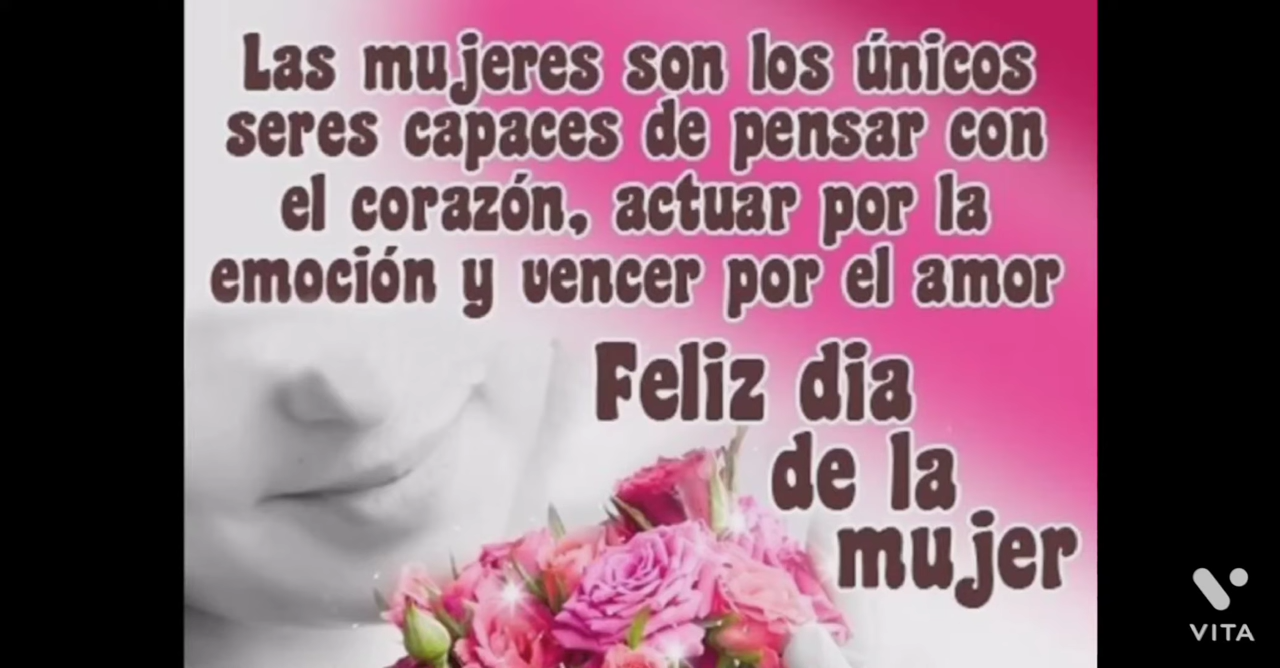 Las mujeres son los únicos
seres capaces de pensar con
el corazón, actuar por la
emoción y vencer por el amor
Feliz dia
de la
mujer
VITA